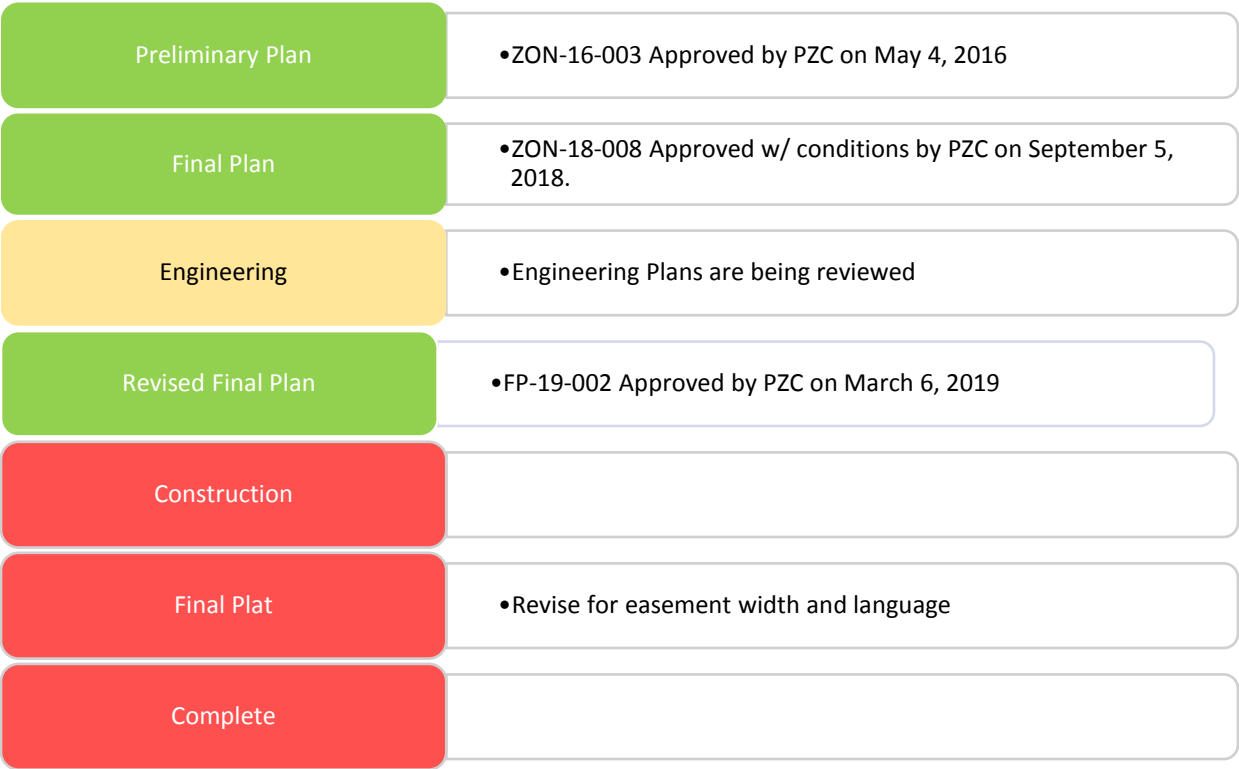 Preliminary Plan
•ZON-16-003 Approved by PZC on May 4, 2016
Final Plan
•ZON-18-008 Approved w/ conditions by PZC on September 5,
2018.
Engineering
•Engineering Plans are being reviewed
Revised Final Plan
•FP-19-002 Approved by PZC on March 6, 2019
Construction
Final Plat
•Revise for easement width and language
Complete